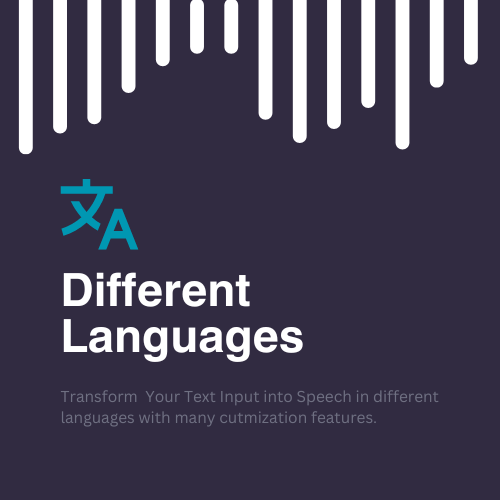 文A
Different
Languages
Transform  Your Text Input into Speech in different
languages with many cutmization features.